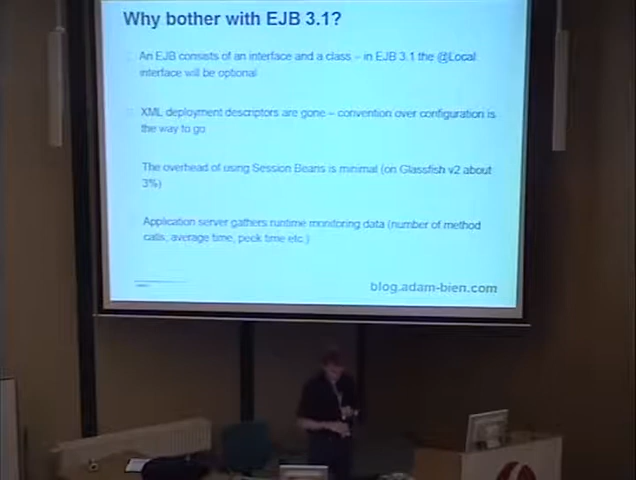 Why bother with EJB 3.1?
An EJB consists of an interface and a class – in EJB 3.1 the @Local
interface will be optional
XML deployment descriptors are gone – convention over configuration is
the way to go
The overhead of using Session Beans is minimal (on Glassfish v2 about
3%)
Application server gathers runtime monitoring data (number of method
calls, average time, peck time etc.)
blog.adam-bien.com